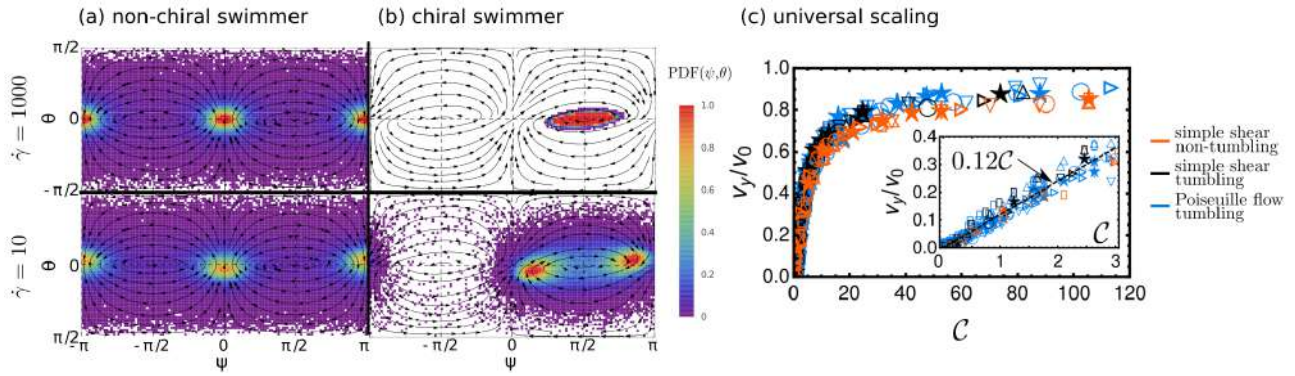 (a) non-chiral swimmer
(b) chiral swimmer
(c) universal scaling
γ̇ = 1000
γ̇ = 10
π/2
θ 0
-π/2
π/2
θ 0
π/2
-π -π/2 0 π/2 π
ψ
-π/2 0 π/2 π
ψ
PDF(ψ,θ)
1.0
0.8
0.6
0.4
0.2
0
v_y/v_0
1.0
0.8
0.6
0.4
0.2
0.0
0 20 40 60 80 100 120
C
v_y/v_0
0.4
0.3
0.2
0.1
0.0
0 1 2 3
C
0.12C
simple shear
non-tumbling
simple shear
tumbling
Poiseuille flow
tumbling